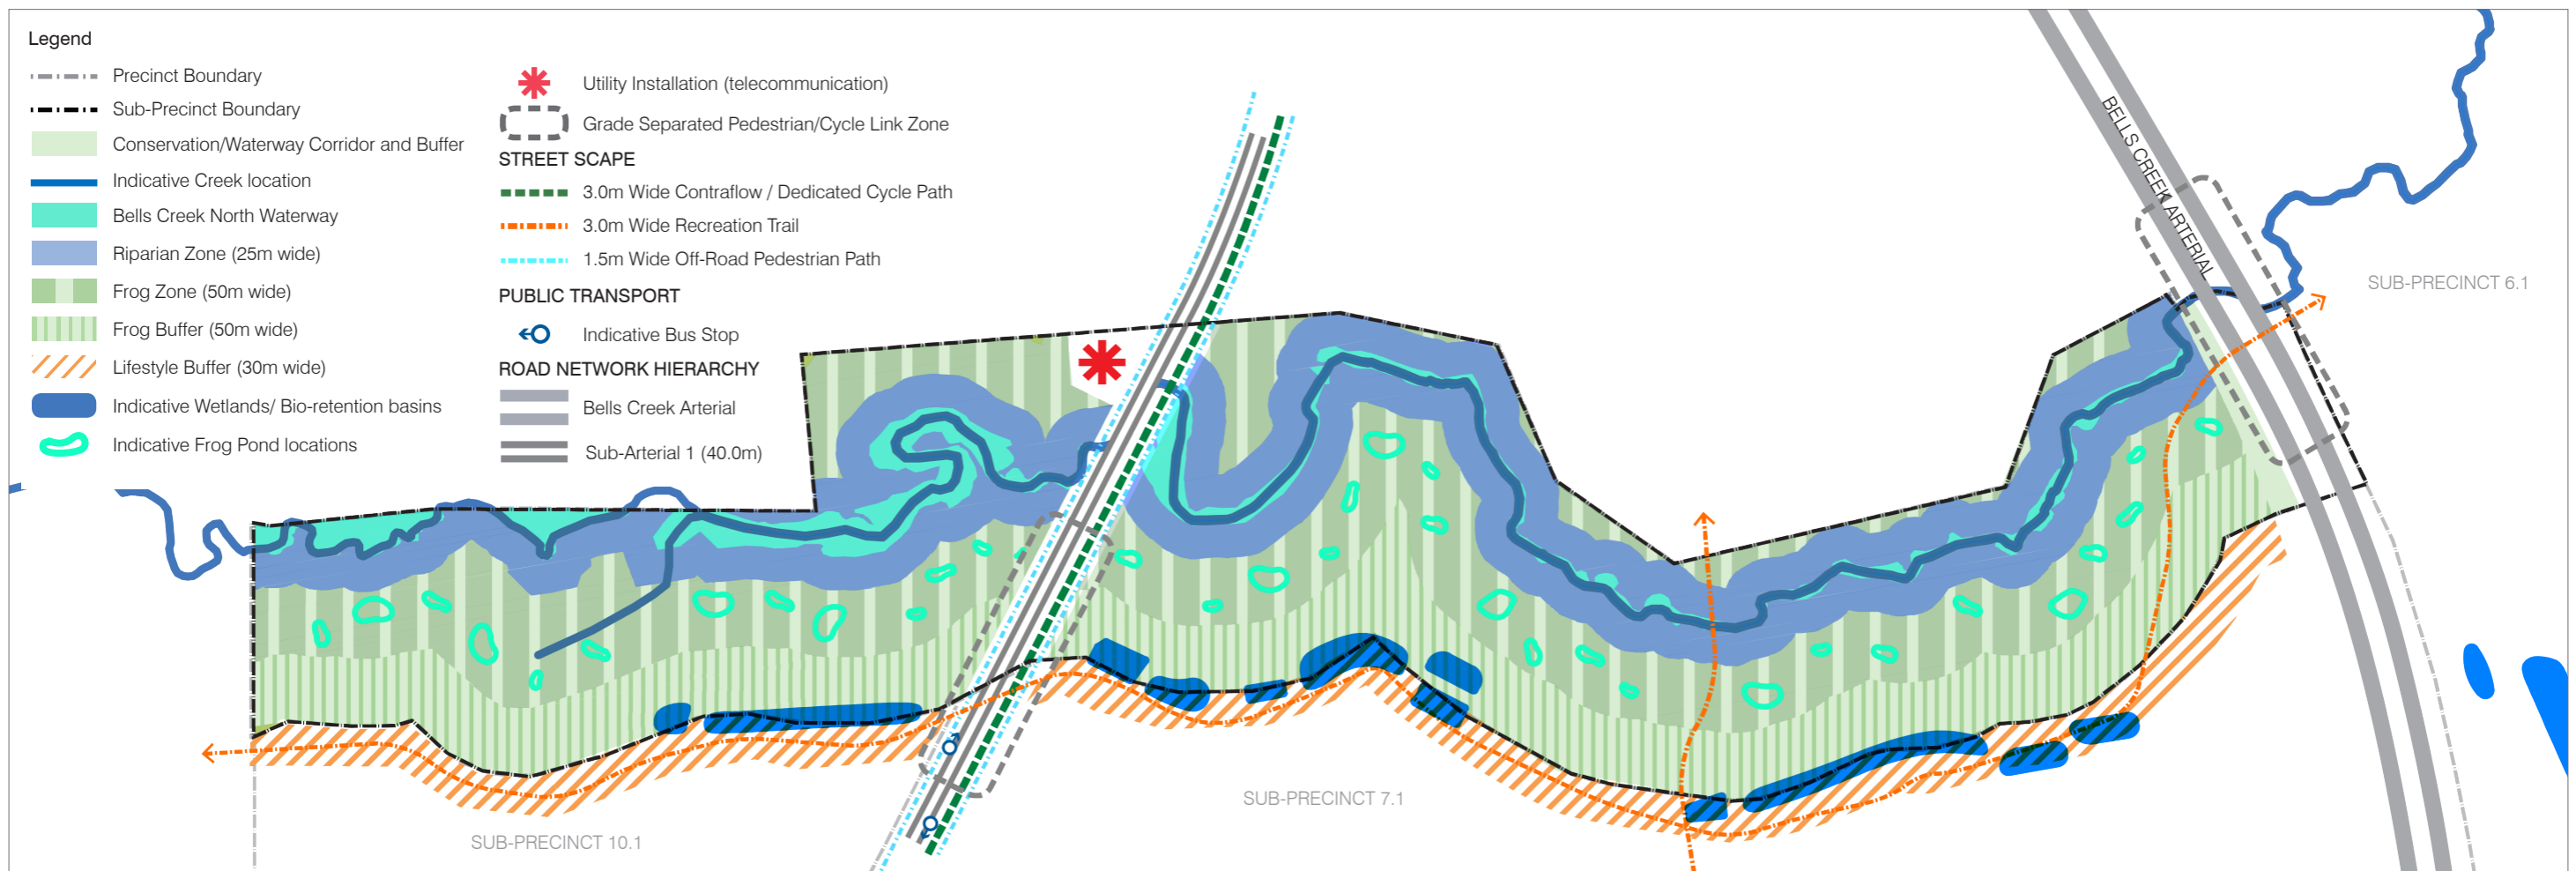 Legend
Precinct Boundary
Sub-Precinct Boundary
Conservation/Waterway Corridor and Buffer
Indicative Creek location
Bells Creek North Waterway
Riparian Zone (25m wide)
Frog Zone (50m wide)
Frog Buffer (50m wide)
Lifestyle Buffer (30m wide)
Indicative Wetlands/ Bio-retention basins
Indicative Frog Pond locations
Utility Installation (telecommunication)
Grade Separated Pedestrian/Cycle Link Zone
STREET SCAPE
3.0m Wide Contraflow / Dedicated Cycle Path
3.0m Wide Recreation Trail
1.5m Wide Off-Road Pedestrian Path
PUBLIC TRANSPORT
Indicative Bus Stop
ROAD NETWORK HIERARCHY
Bells Creek Arterial
Sub-Arterial 1 (40.0m)
BELLS CREEK ARTERIAL
SUB-PRECINCT 6.1
SUB-PRECINCT 7.1
SUB-PRECINCT 10.1